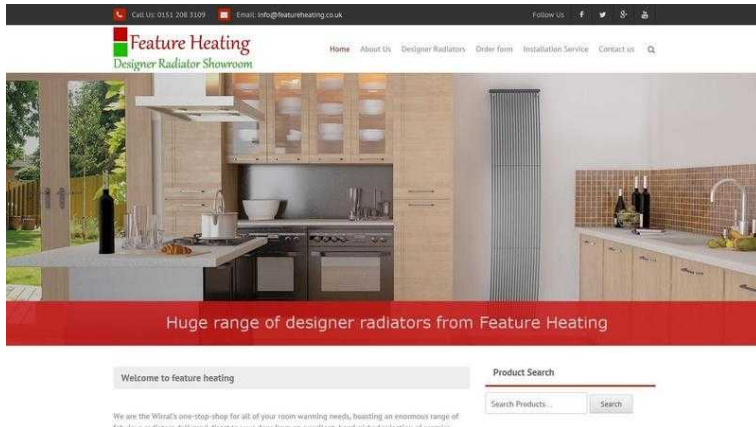 Call Us: 0151 208 3109 Email: info@featureheating.co.uk Follow Us
Feature Heating
Designer Radiator Showroom
Home About Us Designer Radiators Order form Installation Service Contact us
Huge range of designer radiators from Feature Heating
Welcome to feature heating
Product Search
Search Products... Search
We are the Wirral's one-stop-shop for all of your room warming needs, boasting an enormous range of